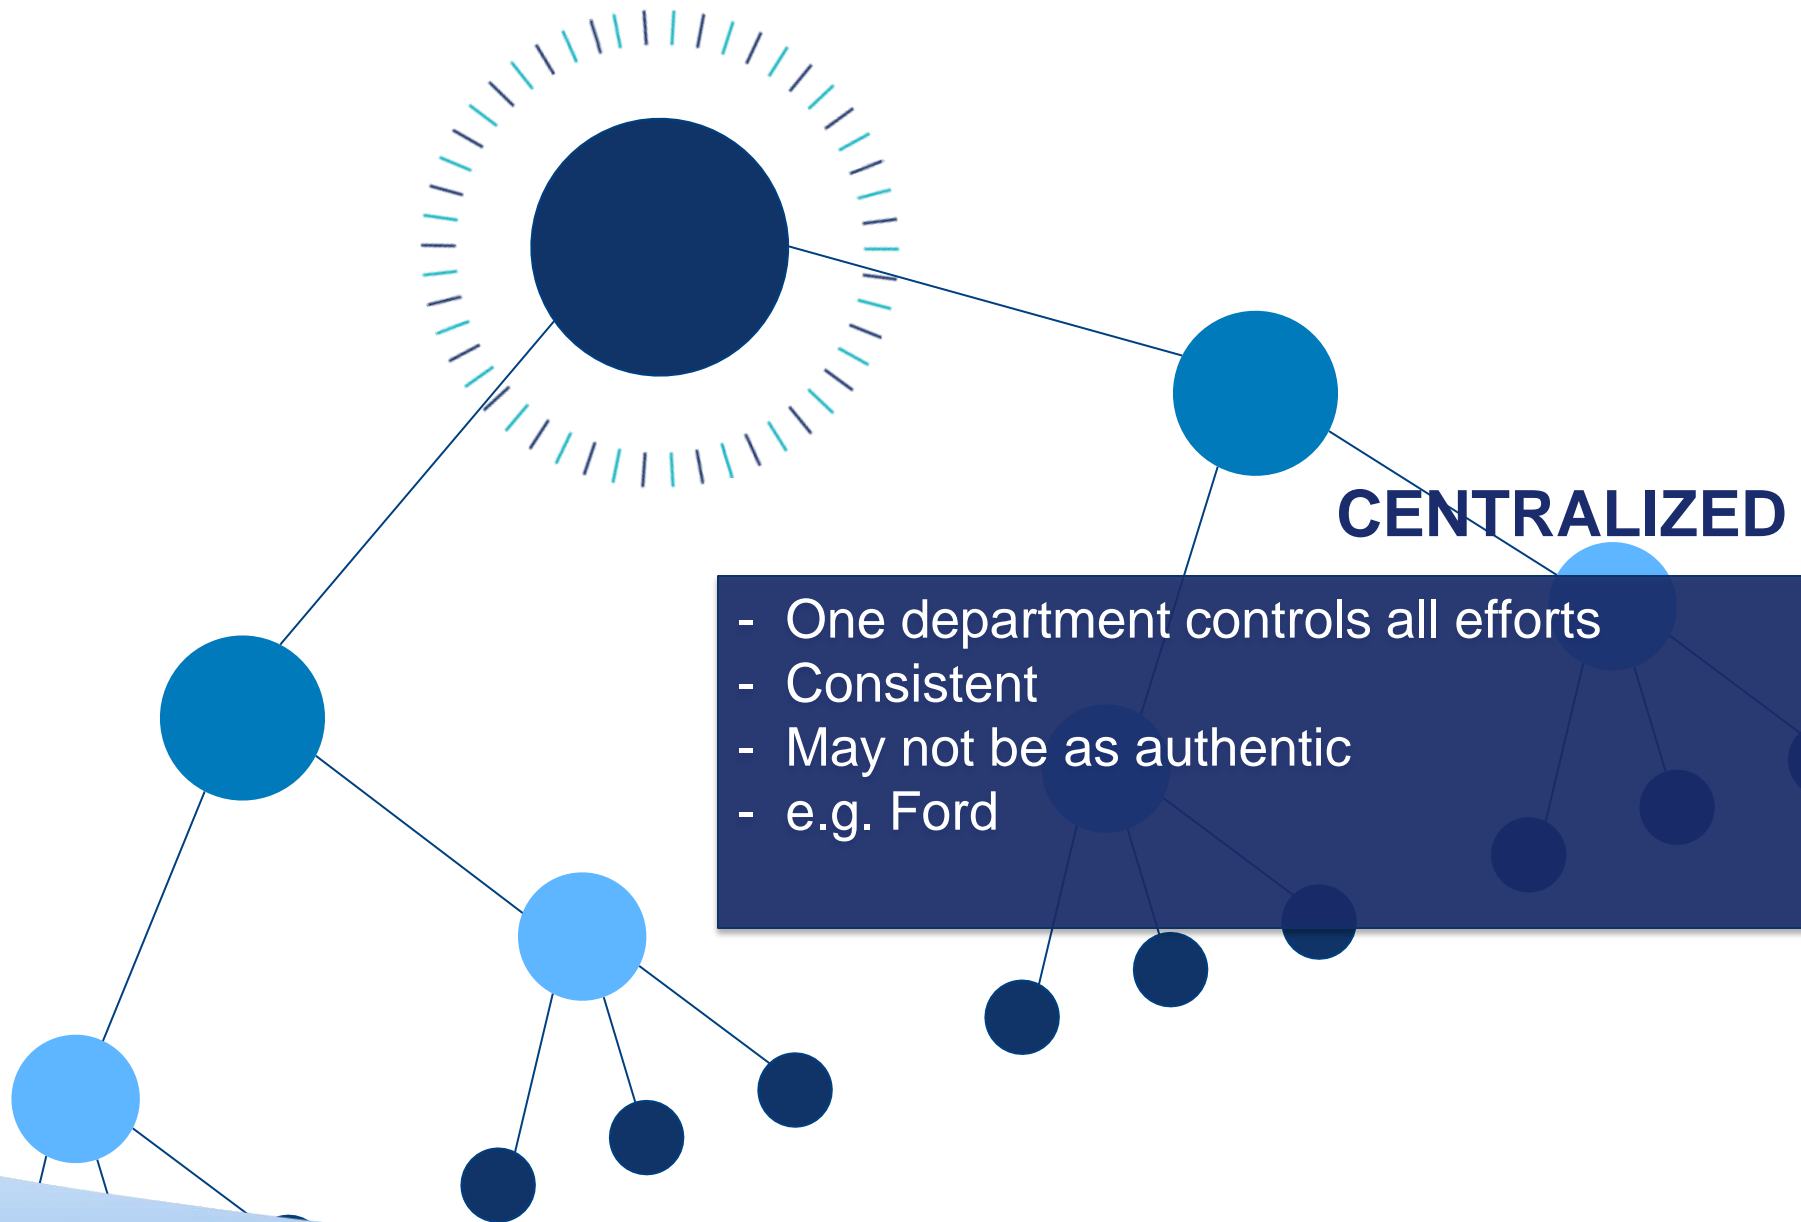 CENTRALIZED
- One department controls all efforts
- Consistent
- May not be as authentic
- e.g. Ford